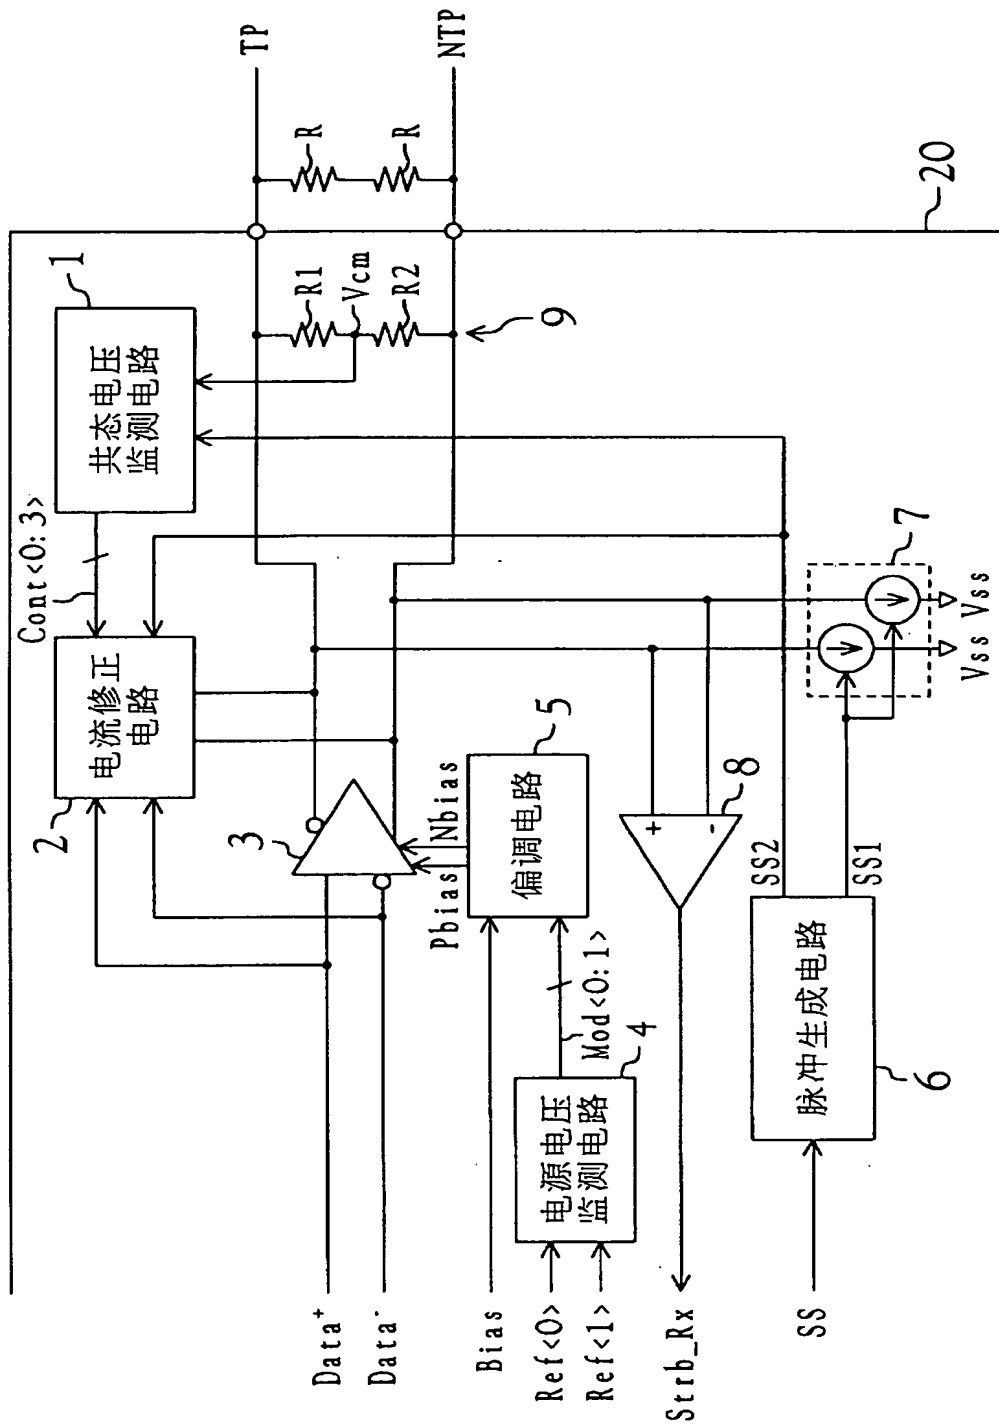 TP
NTP
R
R
20
1
R1
Vcm
R2
9
共态电压
监测电路
Cont<0:3>
7
Vss
Vss
电流修正
电路
2
3
Nbias
Pbias
5
偏调电路
+
-
8
SS2
SS1
Mod<0:1>
4
电源电压
监测电路
脉冲生成电路
6
Data+
Data-
Bias
Ref<0>
Ref<1>
Strb_Rx
SS